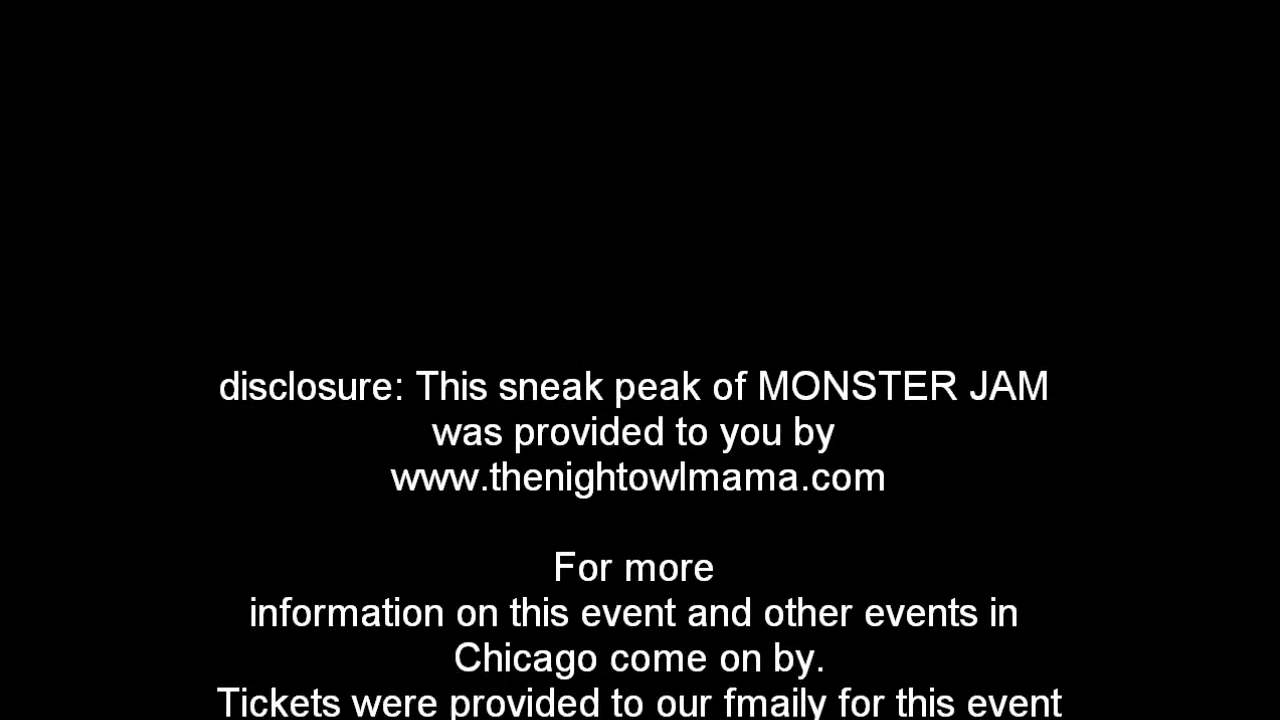 disclosure: This sneak peak of MONSTER JAM
was provided to you by
www.thenightowlmama.com
For more
information on this event and other events in
Chicago come on by.
Tickets were provided to our fmaily for this event